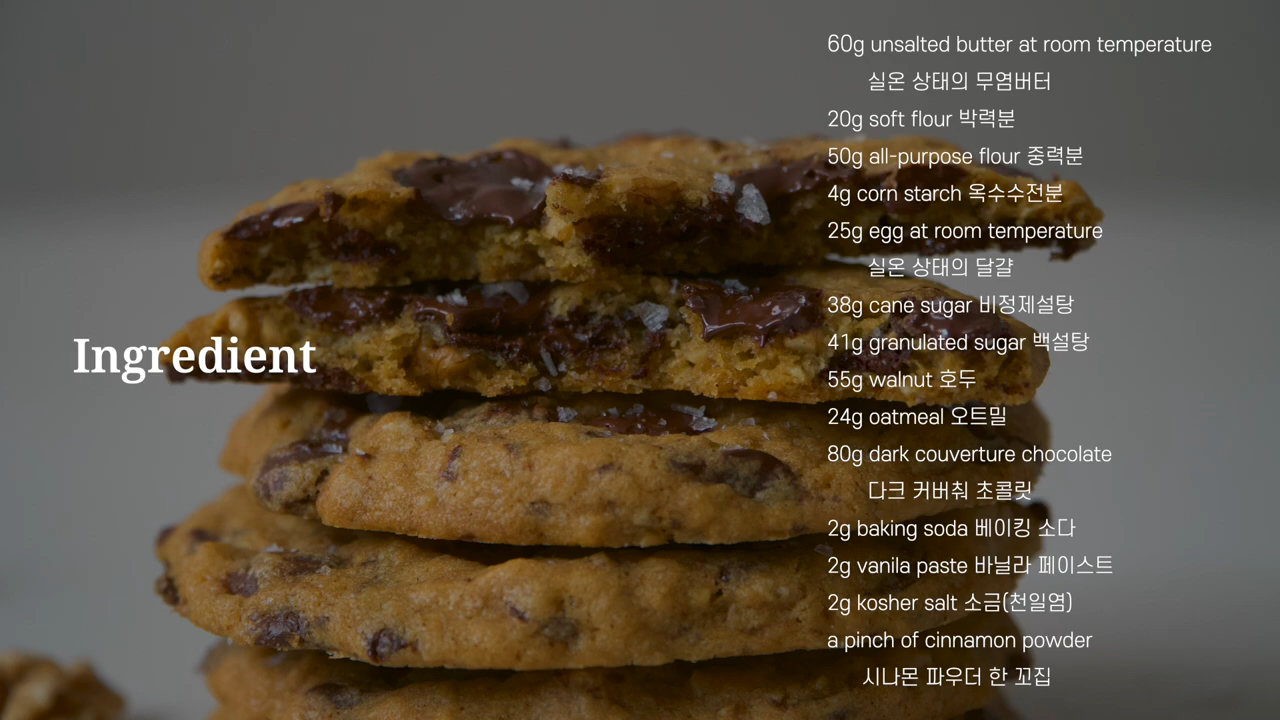 Ingredient
60g unsalted butter at room temperature
실온 상태의 무염버터
20g soft flour 박력분
50g all-purpose flour 중력분
4g corn starch 옥수수전분
25g egg at room temperature
실온 상태의 달걀
38g cane sugar 비정제설탕
41g granulated sugar 백설탕
55g walnut 호두
24g oatmeal 오트밀
80g dark couverture chocolate
다크 커버춰 초콜릿
2g baking soda 베이킹 소다
2g vanila paste 바닐라 페이스트
2g kosher salt 소금(천일염)
a pinch of cinnamon powder
시나몬 파우더 한 꼬집